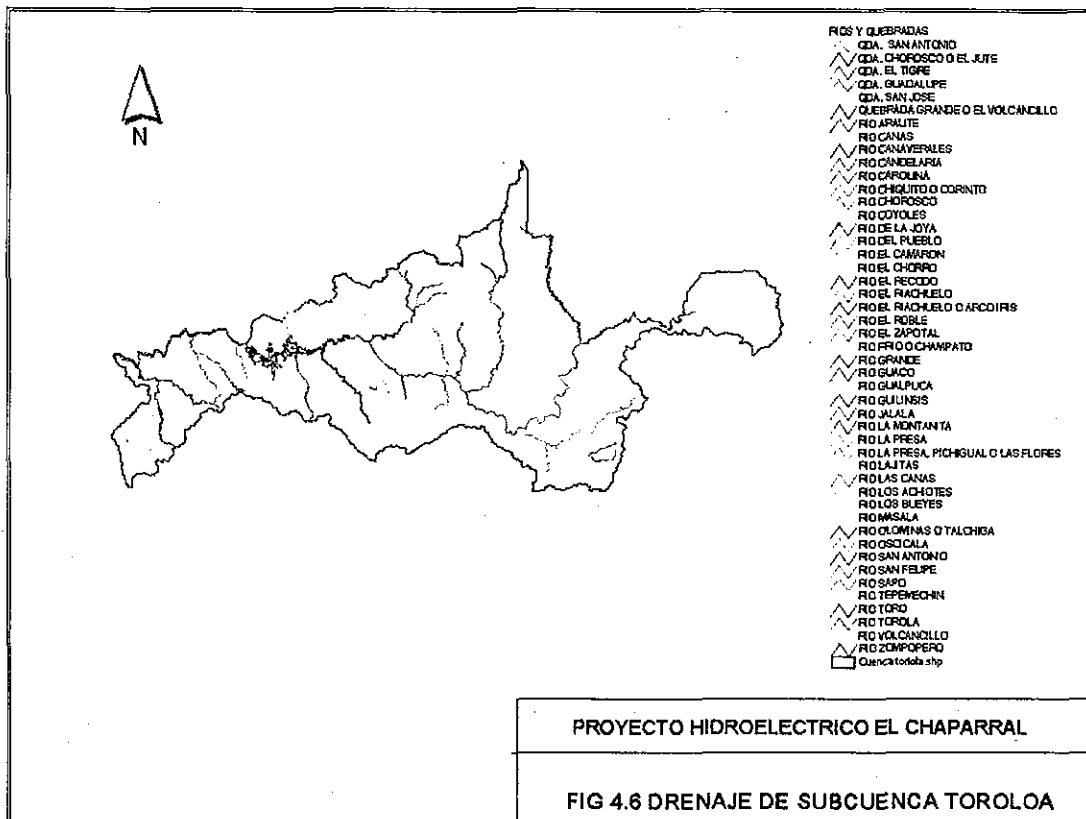 RIOS Y QUEBRADAS
QDA. SAN ANTONIO
QDA. CHOROSCO O EL JUTE
QDA. EL TIGRE
QDA. GUADALUPE
QDA. SAN JOSE
QUEBRADA GRANDE O EL VOLCANCILLO
RIO ARAUTE
RIO CANAS
RIO CANAVERALES
RIO CANDELARIA
RIO CAROLINA
RIO CHIQUITO O CORINTO
RIO CHOROSCO
RIO COYOLES
RIO DE LA JOYA
RIO DEL PUEBLO
RIO EL CAMARON
RIO EL CHORRO
RIO EL RECODO
RIO EL RIACHUELO
RIO EL RIACHUELO O ARCOIRIS
RIO EL ROBLE
RIO EL ZAPOTAL
RIO FRIO O CHAMPATO
RIO GRANDE
RIO GUACO
RIO GUALPUCA
RIO GUILINSIS
RIO JALALA
RIO LA MONTANITA
RIO LA PRESA
RIO LA PRESA, PICHIGUAL O LAS FLORES
RIO LAJITAS
RIO LAS CANAS
RIO LOS ACHIOTES
RIO LOS BUEYES
RIO MASALA
RIO OLOMINAS O TALCHIGA
RIO OSICALA
RIO SAN ANTONIO
RIO SAN FELIPE
RIO SAPO
RIO TEPEMECHIN
RIO TORO
RIO TOROLA
RIO VOLCANCILLO
RIO ZOMPOPERO
Cuenca torola.shp
N
PROYECTO HIDROELECTRICO EL CHAPARRAL
FIG 4.6 DRENAJE DE SUBCUENCA TOROLOA